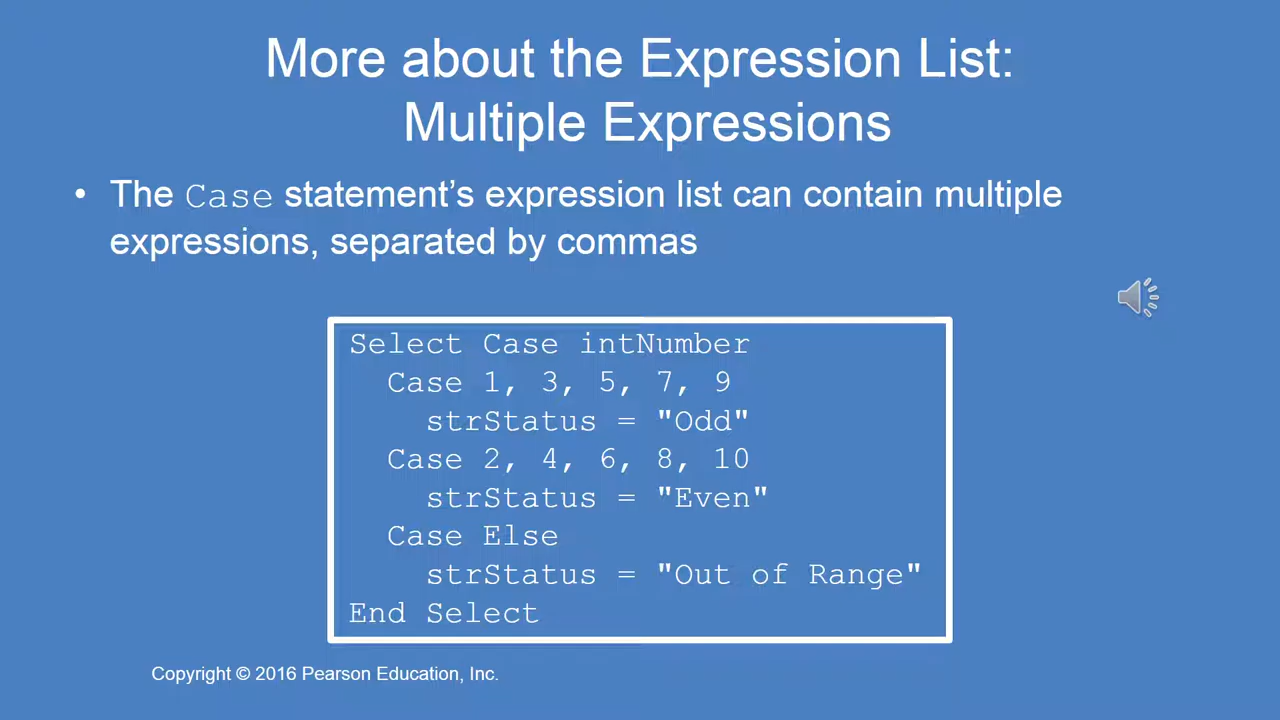 More about the Expression List:
Multiple Expressions
• The Case statement’s expression list can contain multiple
expressions, separated by commas
Select Case intNumber
  Case 1, 3, 5, 7, 9
    strStatus = "Odd"
  Case 2, 4, 6, 8, 10
    strStatus = "Even"
  Case Else
    strStatus = "Out of Range"
End Select
Copyright © 2016 Pearson Education, Inc.